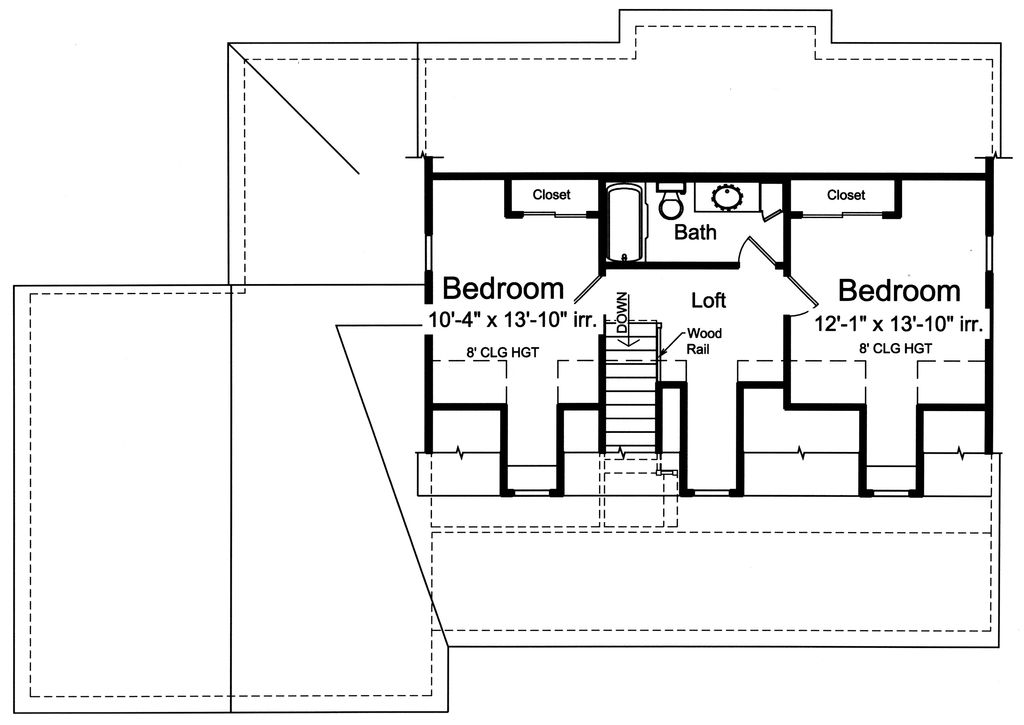 Closet
Closet
Bath
Bedroom
10'-4" x 13'-10" irr.
8' CLG HGT
DOWN
Loft
Wood
Rail
Bedroom
12'-1" x 13'-10" irr.
8' CLG HGT